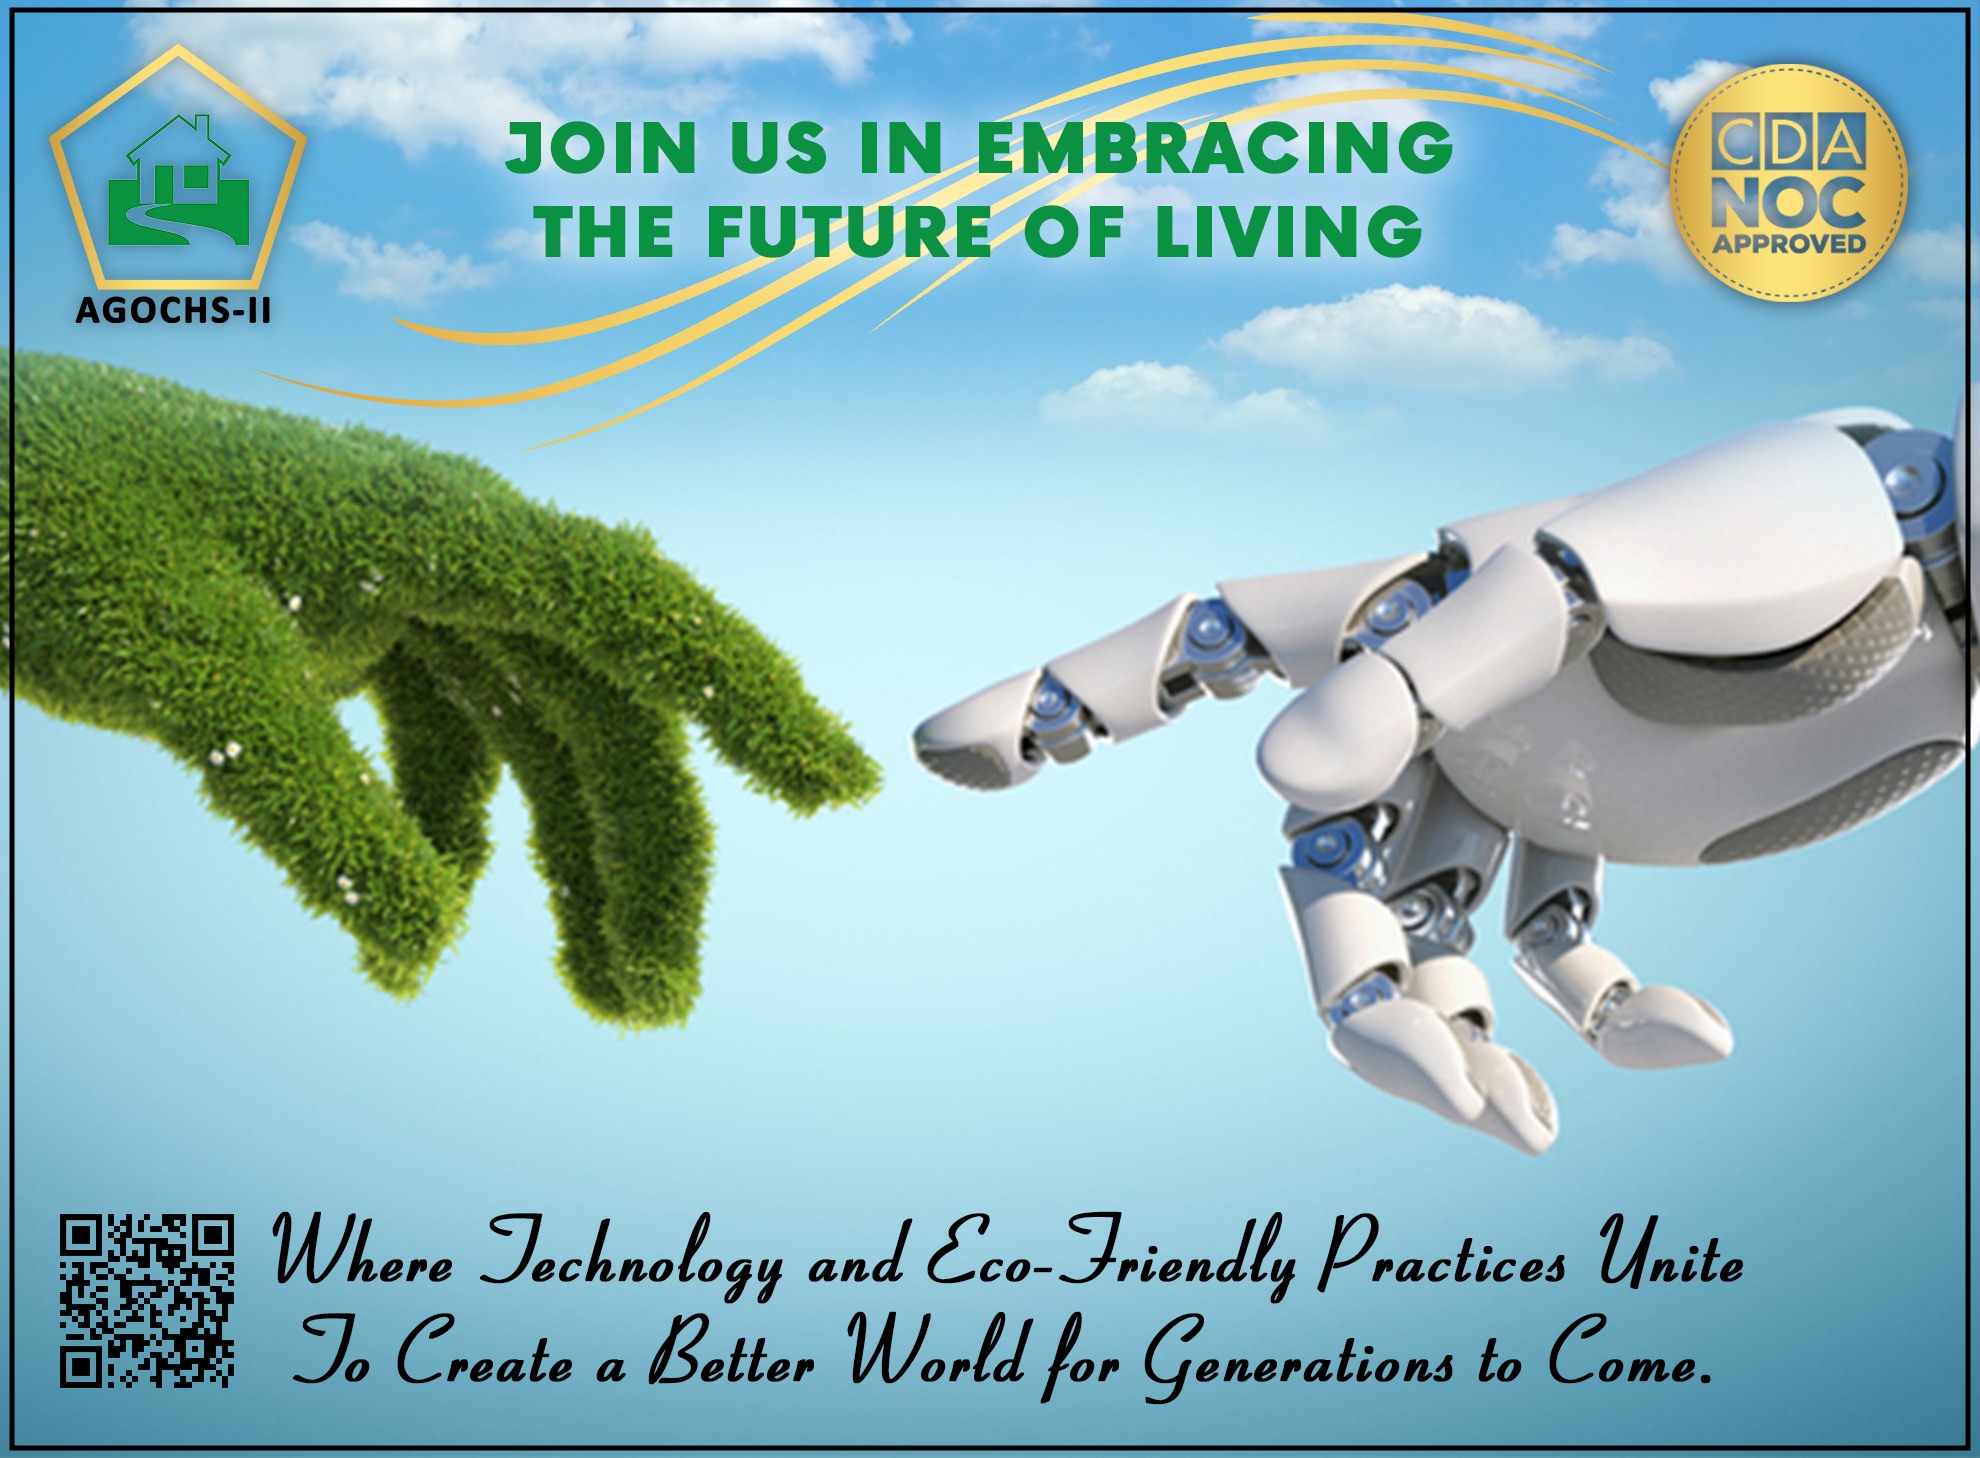 JOIN US IN EMBRACING
THE FUTURE OF LIVING
AGOCHS-II
CDA
NOC
APPROVED
Where Technology and Eco-Friendly Practices Unite
To Create a Better World for Generations to Come.